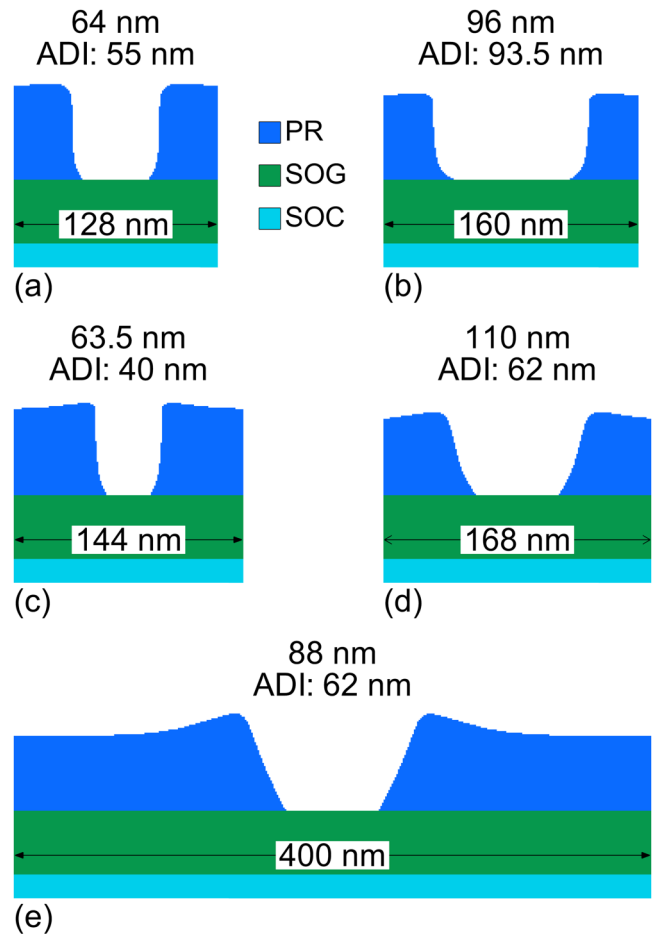 64 nm
ADI: 55 nm
96 nm
ADI: 93.5 nm
PR
SOG
SOC
128 nm
160 nm
(a)
(b)
63.5 nm
ADI: 40 nm
110 nm
ADI: 62 nm
144 nm
168 nm
(c)
(d)
88 nm
ADI: 62 nm
400 nm
(e)